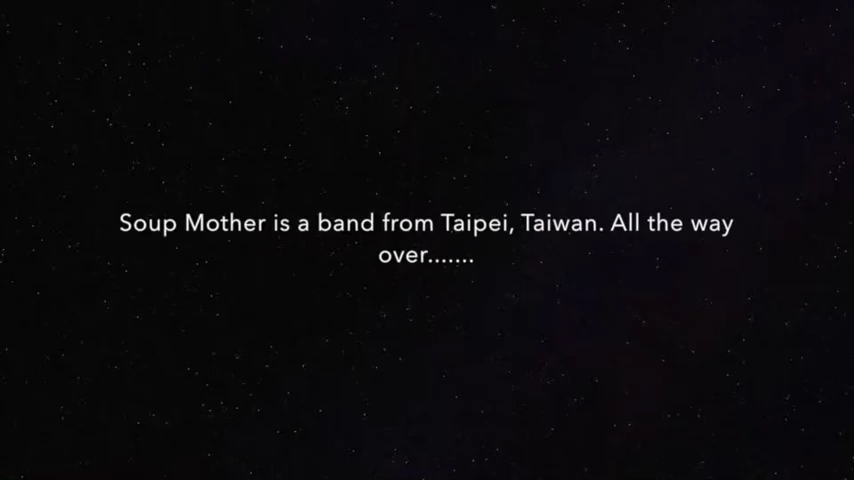 Soup Mother is a band from Taipei, Taiwan. All the way
over.......